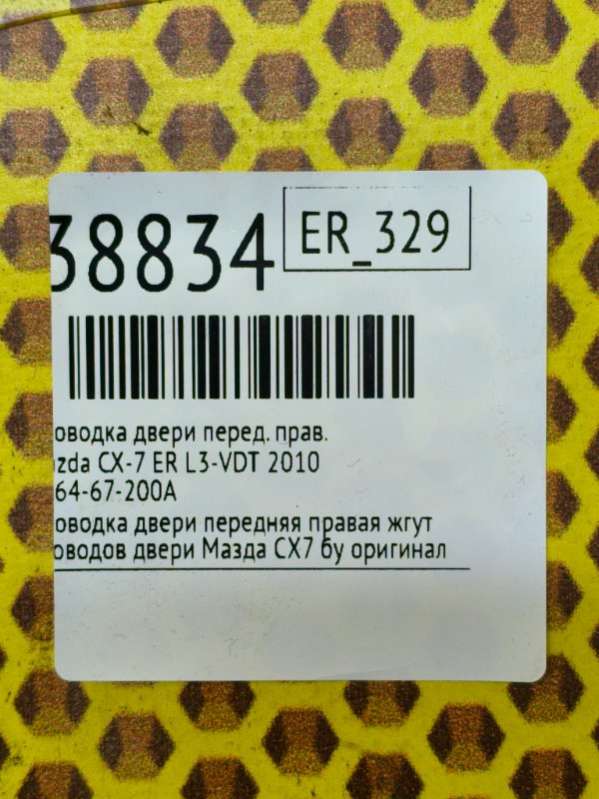 38834
ER_329
оводка двери перед. прав.
zda CX-7 ER L3-VDT 2010
64-67-200A
оводка двери передняя правая жгут
оводов двери Мазда СХ7 бу оригинал